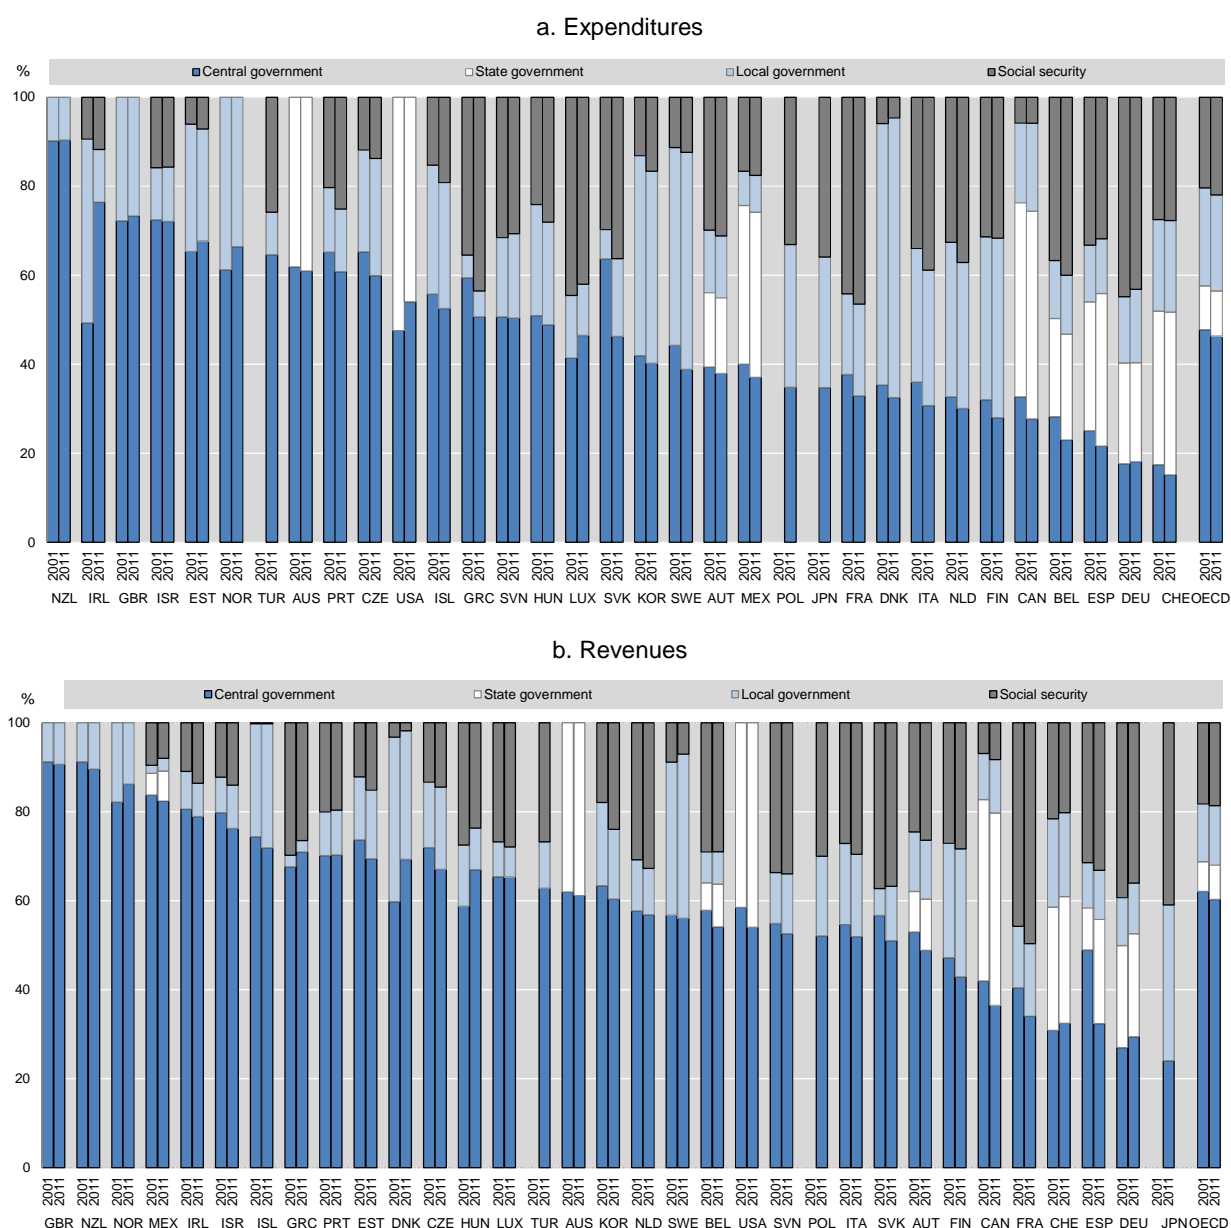 a. Expenditures
%
Central government State government Local government Social security
100
80
60
40
20
0
2001 2011 2001 2011 2001 2011 2001 2011 2001 2011 2001 2011 2001 2011 2001 2011 2001 2011 2001 2011 2001 2011 2001 2011 2001 2011 2001 2011 2001 2011 2001 2011 2001 2011 2001 2011 2001 2011 2001 2011 2001 2011 2001 2011 2001 2011 2001 2011 2001 2011 2001 2011 2001 2011 2001 2011 2001 2011 2001 2011 2001 2011 2001 2011 2001 2011 2001 2011
NZL IRL GBR ISR EST NOR TUR AUS PRT CZE USA ISL GRC SVN HUN LUX SVK KOR SWE AUT MEX POL JPN FRA DNK ITA NLD FIN CAN BEL ESP DEU CHE OECD
b. Revenues
%
Central government State government Local government Social security
100
80
60
40
20
0
2001 2011 2001 2011 2001 2011 2001 2011 2001 2011 2001 2011 2001 2011 2001 2011 2001 2011 2001 2011 2001 2011 2001 2011 2001 2011 2001 2011 2001 2011 2001 2011 2001 2011 2001 2011 2001 2011 2001 2011 2001 2011 2001 2011 2001 2011 2001 2011 2001 2011 2001 2011 2001 2011 2001 2011 2001 2011 2001 2011 2001 2011 2001 2011 2001 2011 2001 2011
GBR NZL NOR MEX IRL ISR ISL GRC PRT EST DNK CZE HUN LUX TUR AUS KOR NLD SWE BEL USA SVN POL ITA SVK AUT FIN CAN FRA CHE ESP DEU JPN OECD